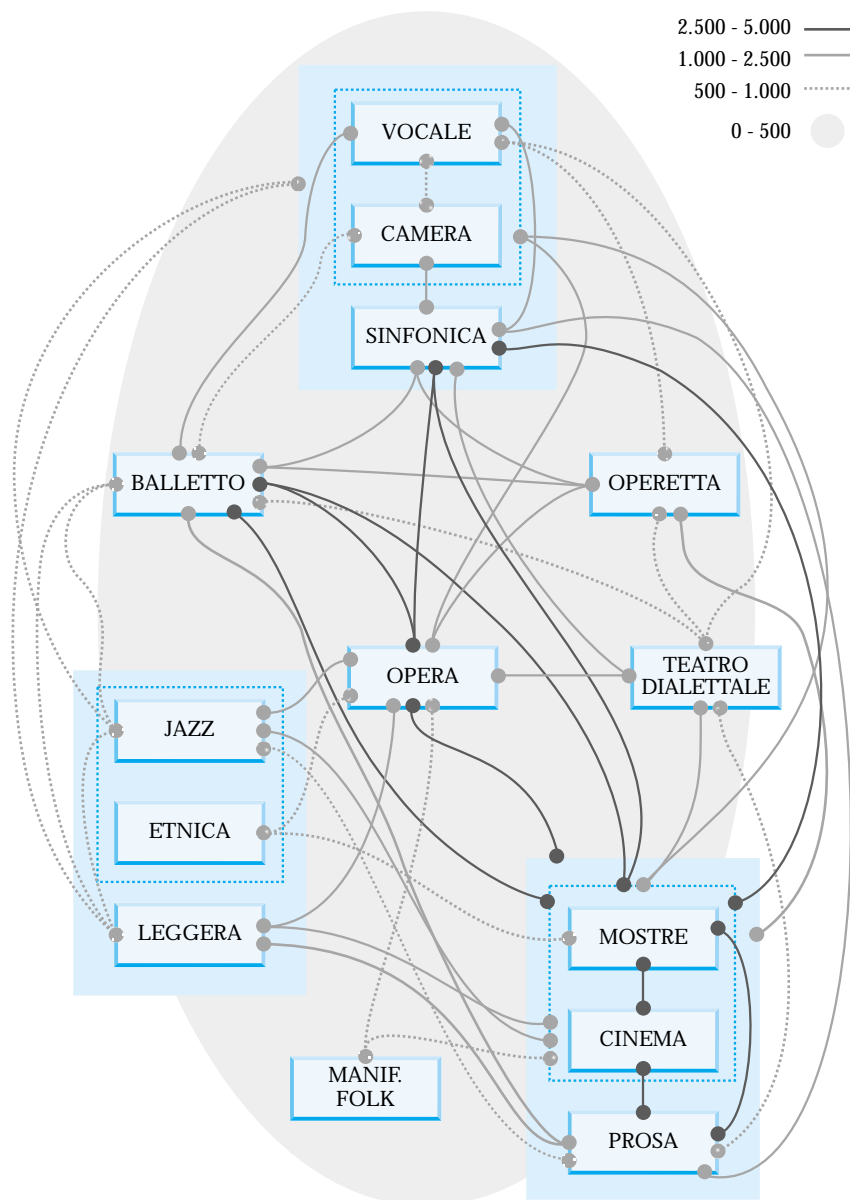 2.500 - 5.000
1.000 - 2.500
500 - 1.000
0 - 500
VOCALE
CAMERA
SINFONICA
BALLETTO
OPERETTA
OPERA
TEATRO
DIALETTALE
JAZZ
ETNICA
LEGGERA
MOSTRE
CINEMA
MANIF.
FOLK
PROSA